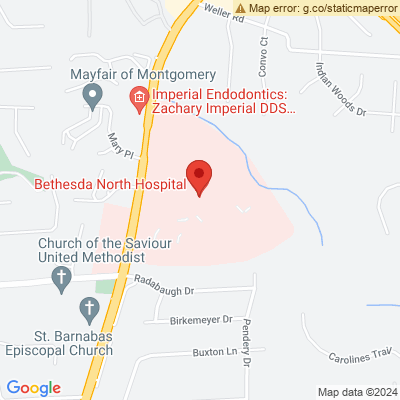 Map error: g.co/staticmaperror
Weller Rd
Convo Ct
Mayfair of Montgomery
Indian Woods Dr
Imperial Endodontics:
Zachary Imperial DDS...
Mary Pl
Bethesda North Hospital
Church of the Saviour
United Methodist
Radabaugh Dr
St. Barnabas
Episcopal Church
Birkemeyer Dr
Pendery Dr
Buxton Ln
Carolines Trail
Google
Map data ©2024